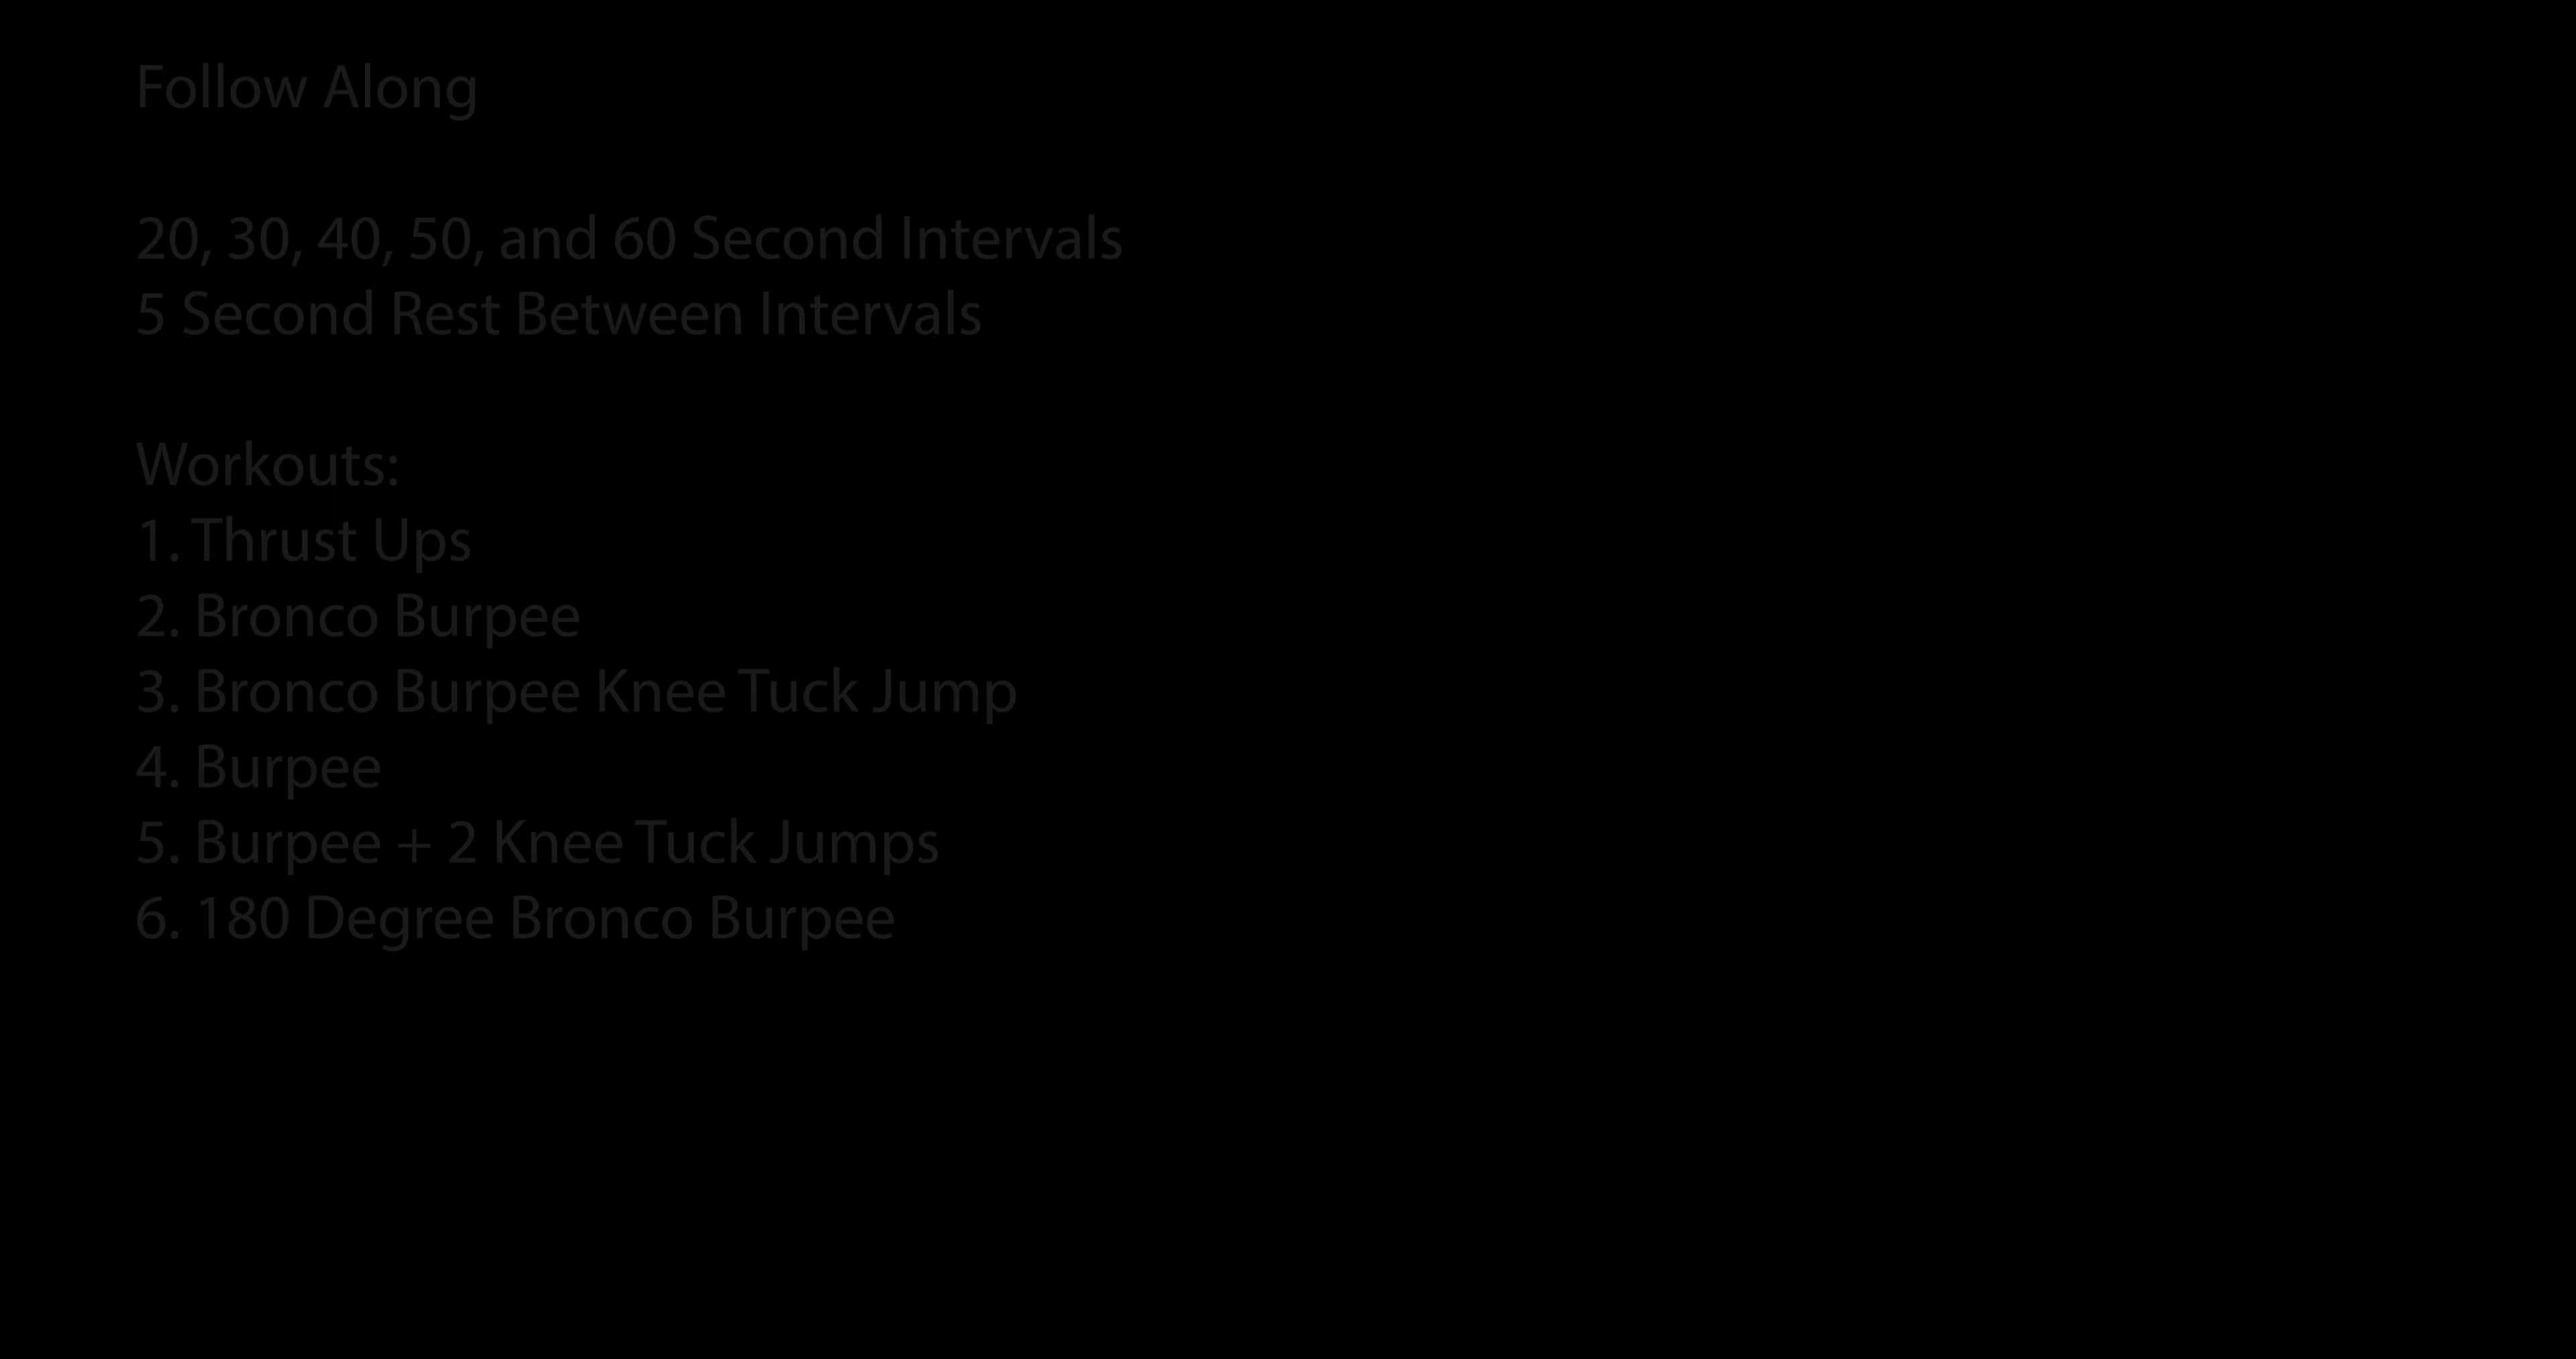 Follow Along
20, 30, 40, 50, and 60 Second Intervals
5 Second Rest Between Intervals
Workouts:
1. Thrust Ups
2. Bronco Burpee
3. Bronco Burpee Knee Tuck Jump
4. Burpee
5. Burpee + 2 Knee Tuck Jumps
6. 180 Degree Bronco Burpee